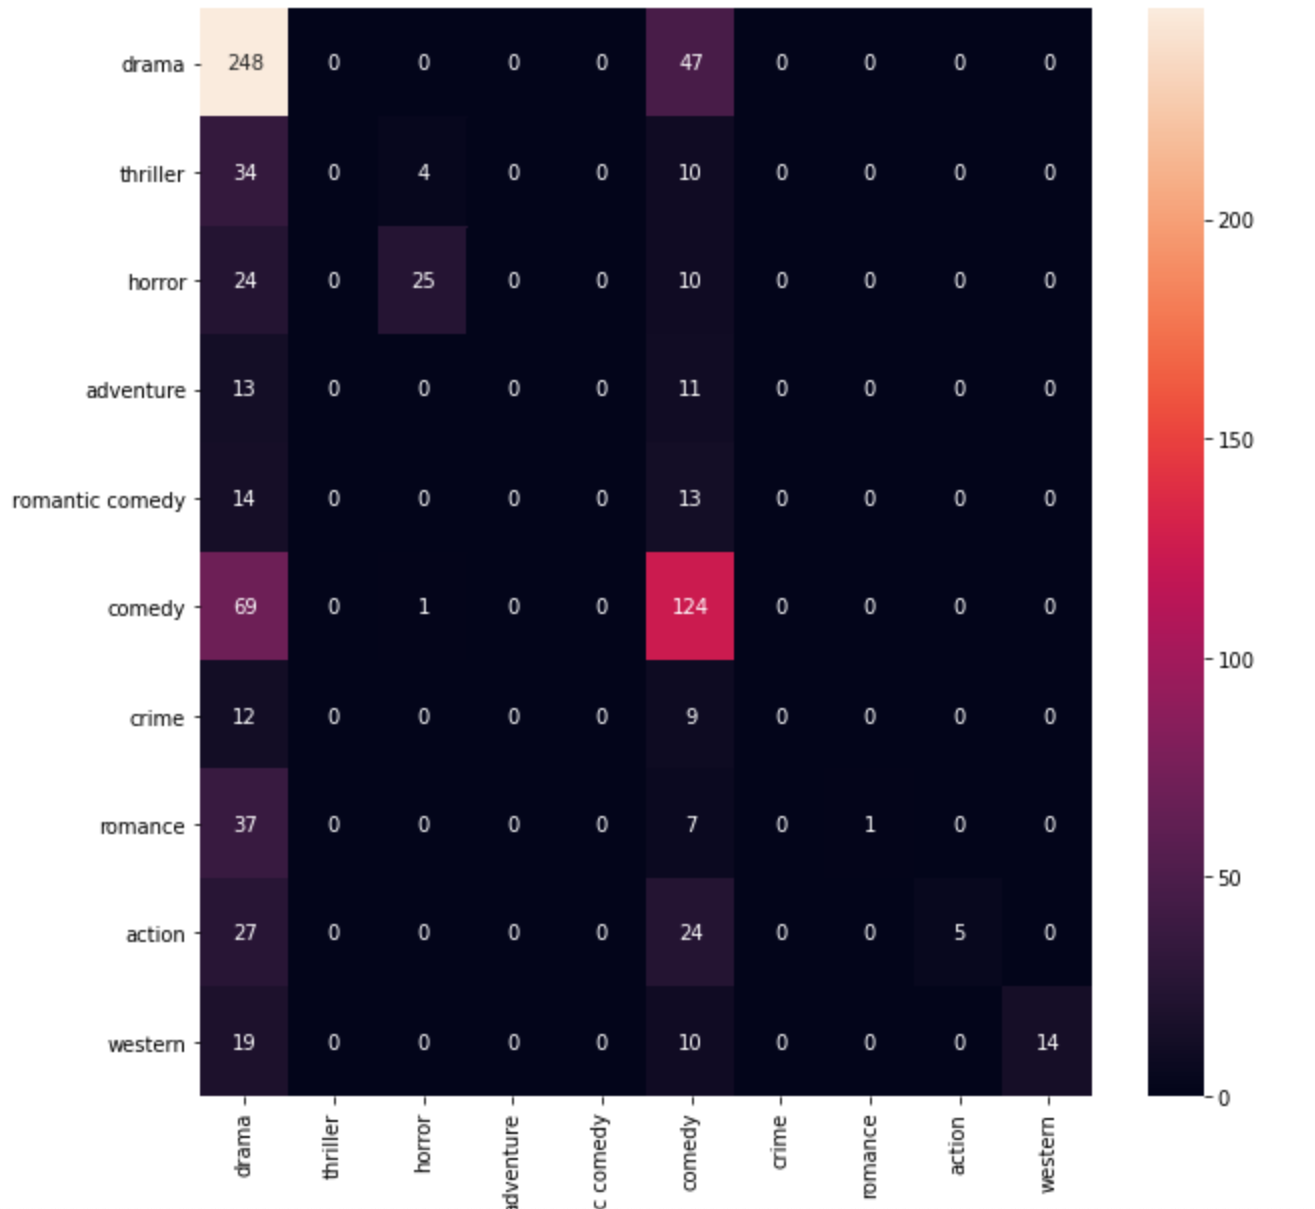 drama 248 0 0 0 0 47 0 0 0 0
thriller 34 0 4 0 0 10 0 0 0 0
200
horror 24 0 25 0 0 10 0 0 0 0
adventure 13 0 0 0 0 11 0 0 0 0
150
romantic comedy 14 0 0 0 0 13 0 0 0 0
comedy 69 0 1 0 0 124 0 0 0 0
100
crime 12 0 0 0 0 9 0 0 0 0
romance 37 0 0 0 0 7 0 1 0 0
50
action 27 0 0 0 0 24 0 0 5 0
western 19 0 0 0 0 10 0 0 0 14
0
drama
thriller
horror
adventure
c comedy
comedy
crime
romance
action
western